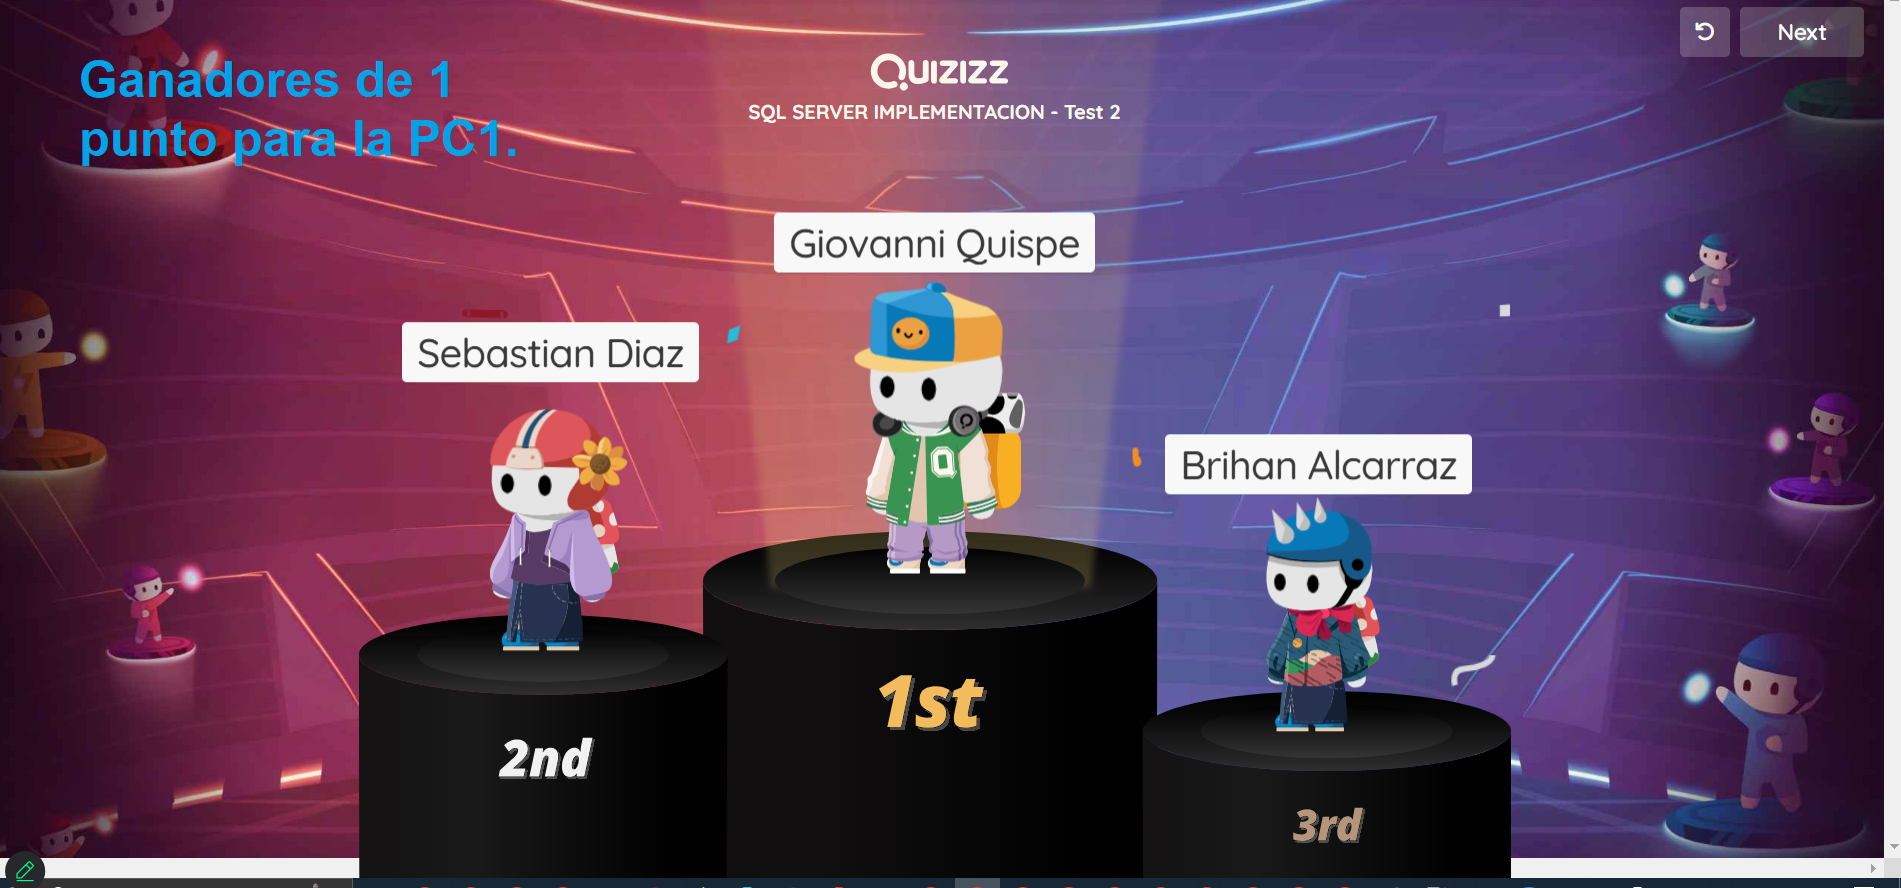 Next
Ganadores de 1
punto para la PC1.
QUIZIZZ
SQL SERVER IMPLEMENTACION - Test 2
Giovanni Quispe
Sebastian Diaz
Brihan Alcarraz
Q
1st
2nd
3rd